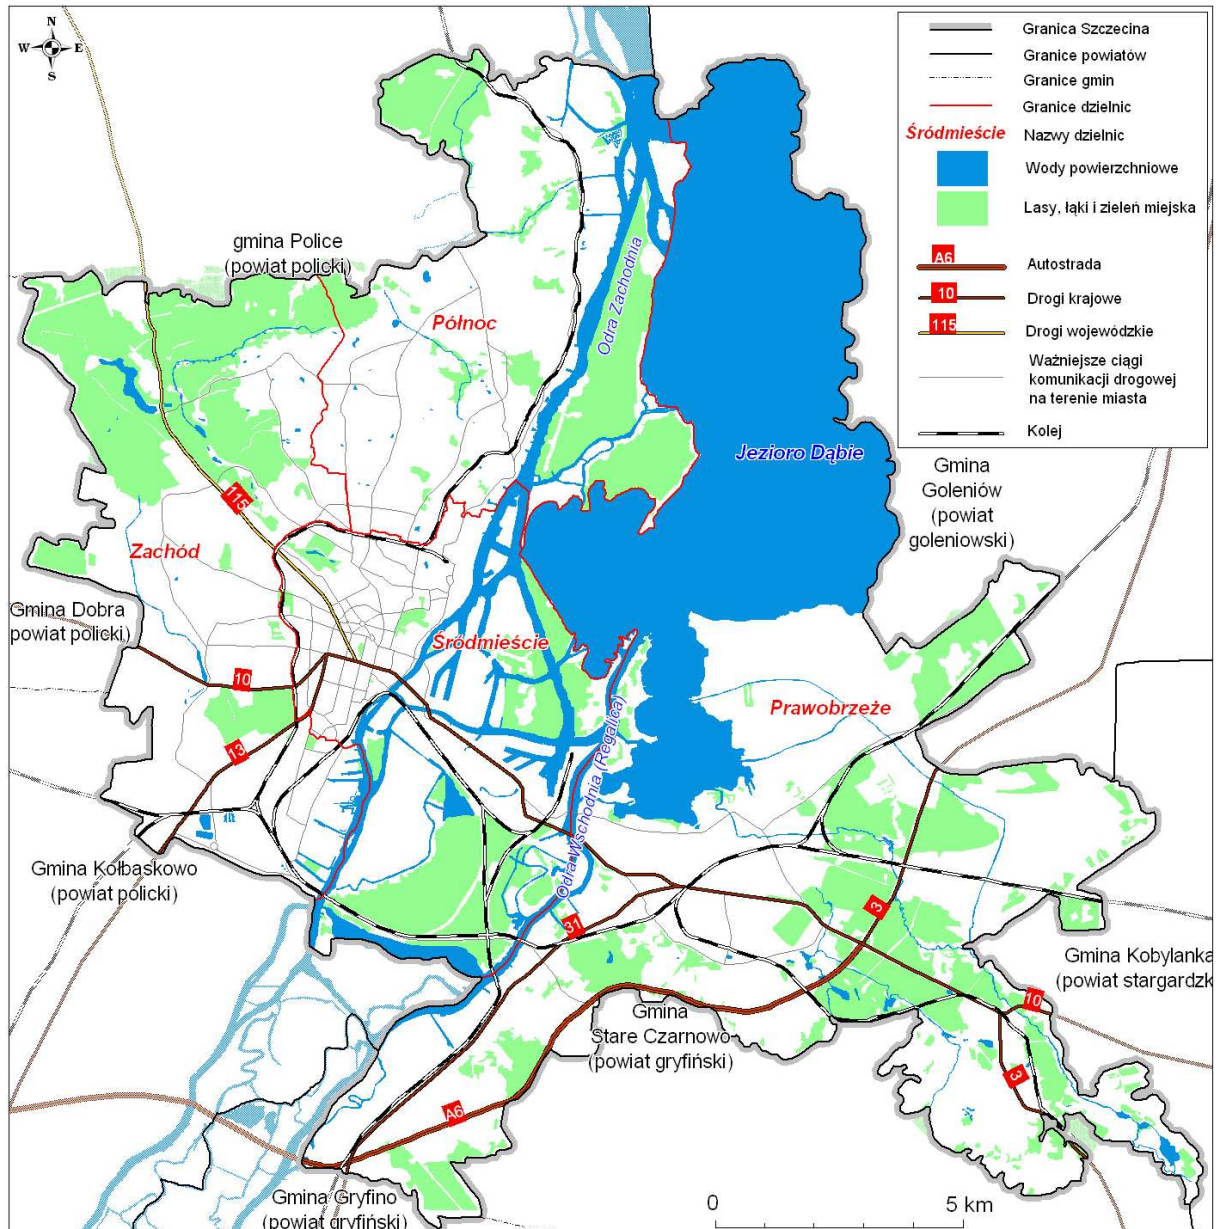 N
W E
S
Granica Szczecina
Granice powiatów
Granice gmin
Granice dzielnic
Śródmieście
Nazwy dzielnic
Wody powierzchniowe
Lasy, łąki i zieleń miejska
A6
Autostrada
10
Drogi krajowe
115
Drogi wojewódzkie
Ważniejsze ciągi
komunikacji drogowej
na terenie miasta
Kolej
gmina Police
(powiat policki)
Północ
Odra Zachodnia
Jezioro Dąbie
Gmina
Goleniów
(powiat
goleniowski)
115
Zachód
Gmina Dobra
powiat policki)
Śródmieście
10
Prawobrzeże
13
Odra Wschodnia (Regalica)
Gmina Kołbaskowo
(powiat policki)
3
31
Gmina Kobylanka
(powiat stargardzk
10
Gmina
Stare Czarnowo
(powiat gryfiński)
3
A6
Gmina Gryfino
(powiat gryfiński)
0 5 km